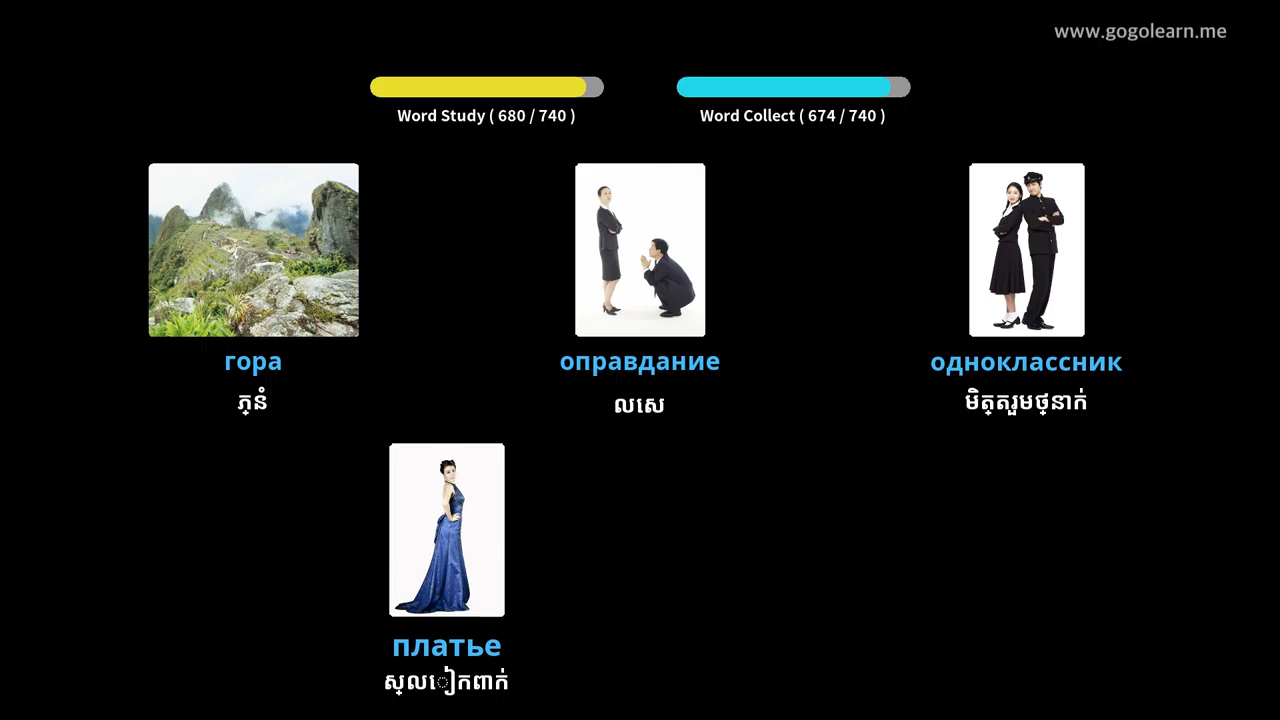 www.gogolearn.me
Word Study ( 680 / 740 )
Word Collect ( 674 / 740 )
гора
ភ្នំ
оправдание
លេស
одноклассник
មិត្តរួមថ្នាក់
платье
ស្លៀកពាក់